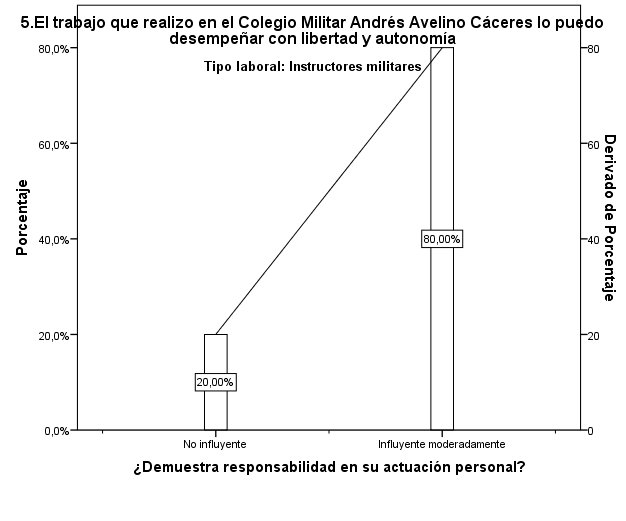 5.El trabajo que realizo en el Colegio Militar Andrés Avelino Cáceres lo puedo
desempeñar con libertad y autonomía
Tipo laboral: Instructores militares
80,0%
60,0%
40,0%
20,0%
0,0%
Porcentaje
80
60
40
20
0
Derivado de Porcentaje
20,00%
80,00%
No influyente
Influyente moderadamente
¿Demuestra responsabilidad en su actuación personal?